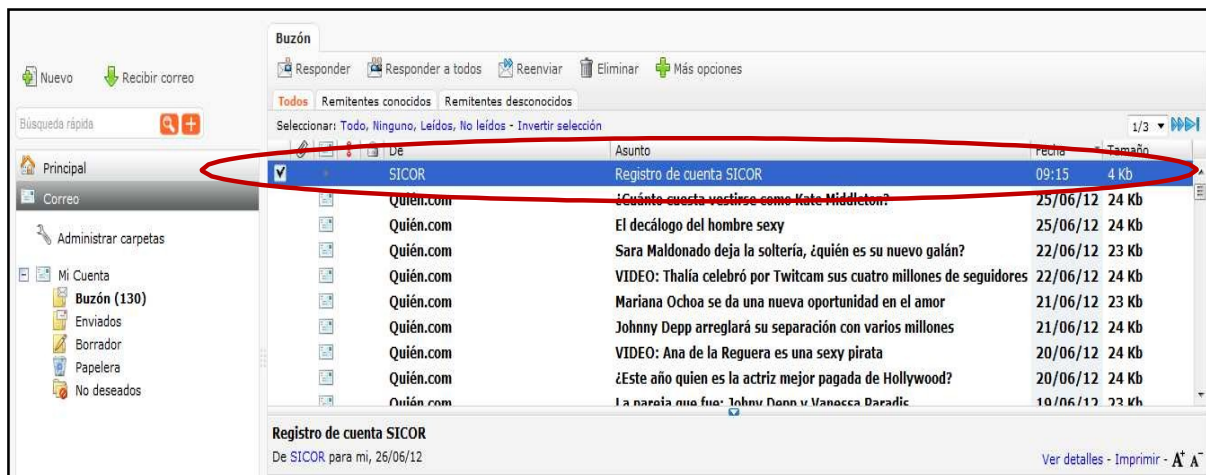 Buzón
Nuevo Recibir correo
Responder Responder a todos Reenviar Eliminar Más opciones
Todos Remitentes conocidos Remitentes desconocidos
Búsqueda rápida
Seleccionar: Todo, Ninguno, Leídos, No leídos - Invertir selección 1/3
De Asunto Fecha Tamaño
Principal
SICOR Registro de cuenta SICOR 09:15 4 Kb
Correo
Quién.com ¿Cuánto cuesta vestirse como Kate Middleton? 25/06/12 24 Kb
Quién.com El decálogo del hombre sexy 25/06/12 24 Kb
Administrar carpetas
Quién.com Sara Maldonado deja la soltería, ¿quién es su nuevo galán? 22/06/12 23 Kb
Mi Cuenta
Quién.com VIDEO: Thalía celebró por Twitcam sus cuatro millones de seguidores 22/06/12 24 Kb
Buzón (130)
Quién.com Mariana Ochoa se da una nueva oportunidad en el amor 21/06/12 23 Kb
Enviados
Quién.com Johnny Depp arreglará su separación con varios millones 21/06/12 24 Kb
Borrador
Quién.com VIDEO: Ana de la Reguera es una sexy pirata 20/06/12 24 Kb
Papelera
Quién.com ¿Este año quien es la actriz mejor pagada de Hollywood? 20/06/12 24 Kb
No deseados
Quién.com La pareja que fue: Johny Depp y Vanessa Paradis 19/06/12 23 Kb
Registro de cuenta SICOR
De SICOR para mi, 26/06/12 Ver detalles - Imprimir - A+ A-